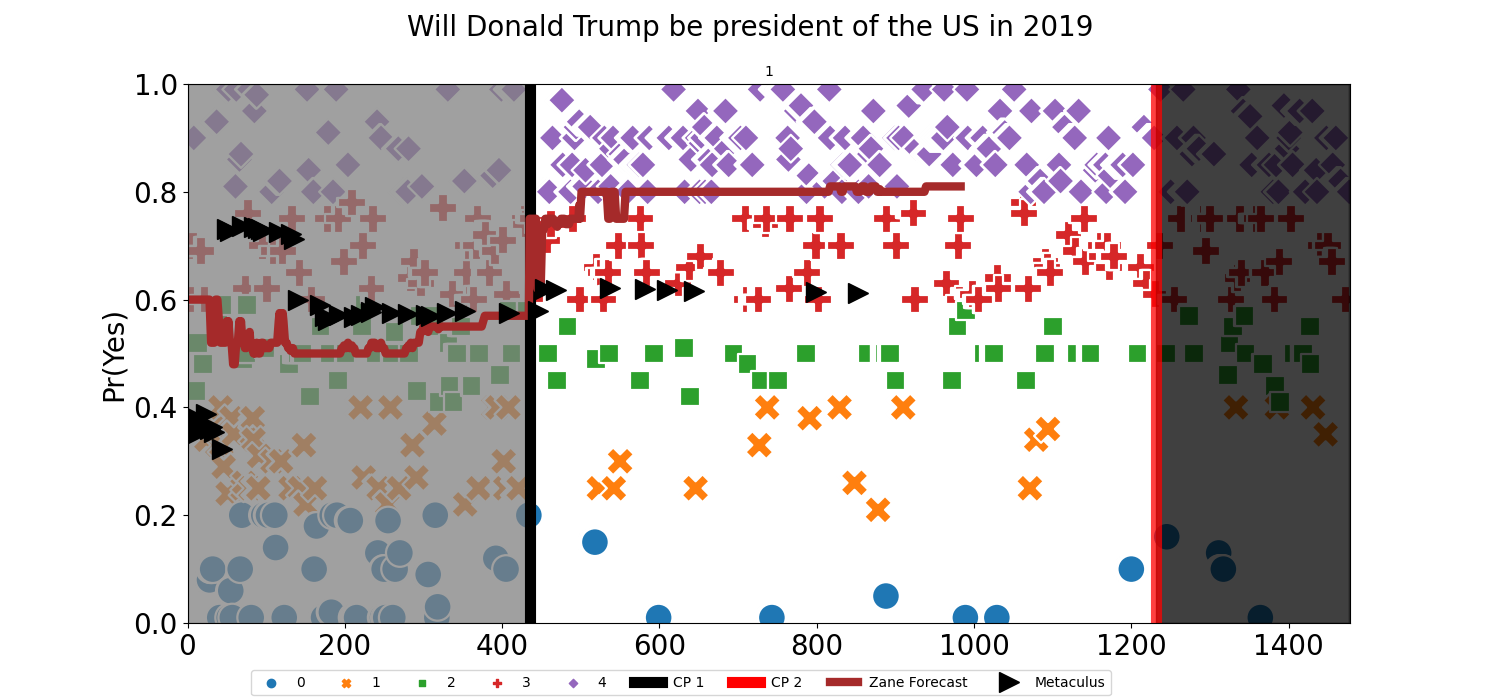 Will Donald Trump be president of the US in 2019
1
1.0
0.8
0.6
0.4
0.2
0.0
Pr(Yes)
0 200 400 600 800 1000 1200 1400
0 1 2 3 4 CP 1 CP 2 Zane Forecast Metaculus